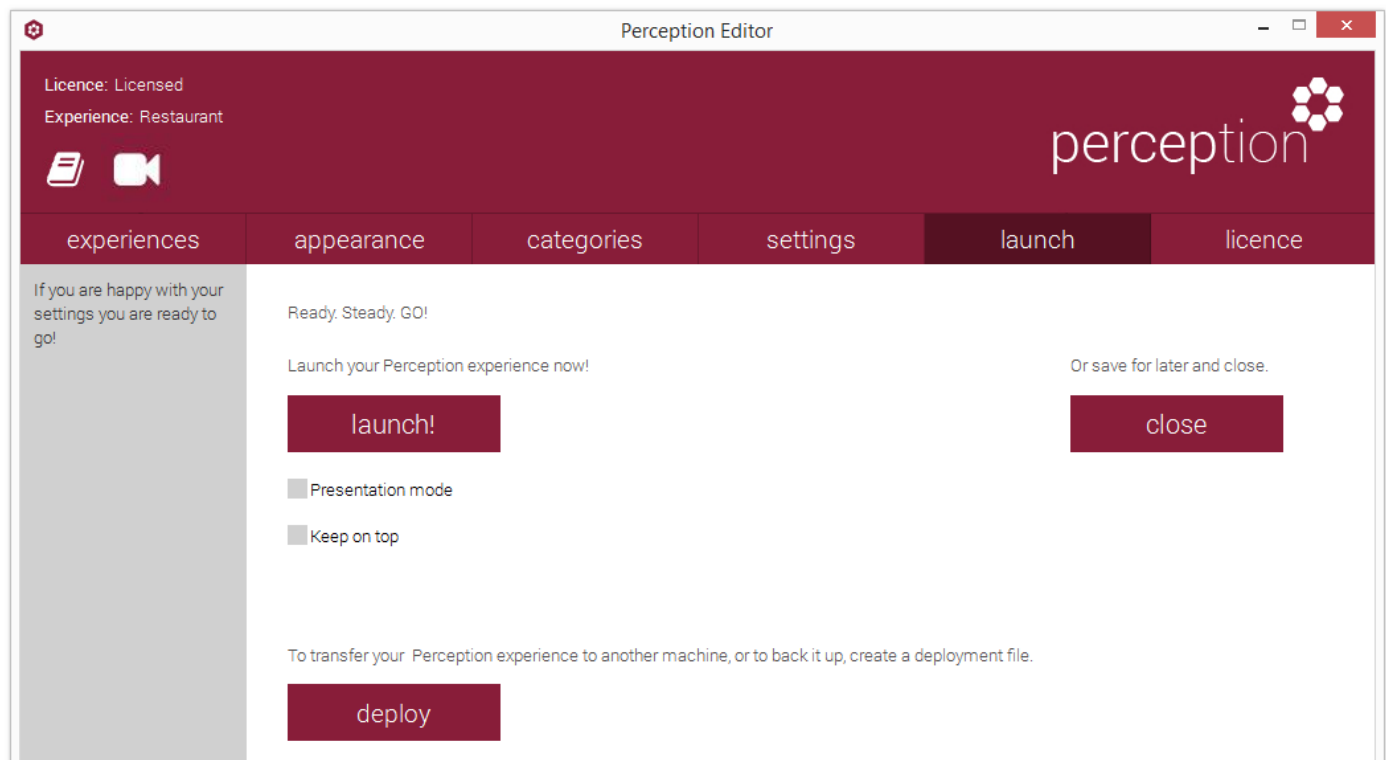 Perception Editor
Licence: Licensed
Experience: Restaurant
perception
experiences
appearance
categories
settings
launch
licence
If you are happy with your
settings you are ready to
go!
Ready. Steady. GO!
Launch your Perception experience now!
Or save for later and close.
launch!
close
Presentation mode
Keep on top
To transfer your  Perception experience to another machine, or to back it up, create a deployment file.
deploy